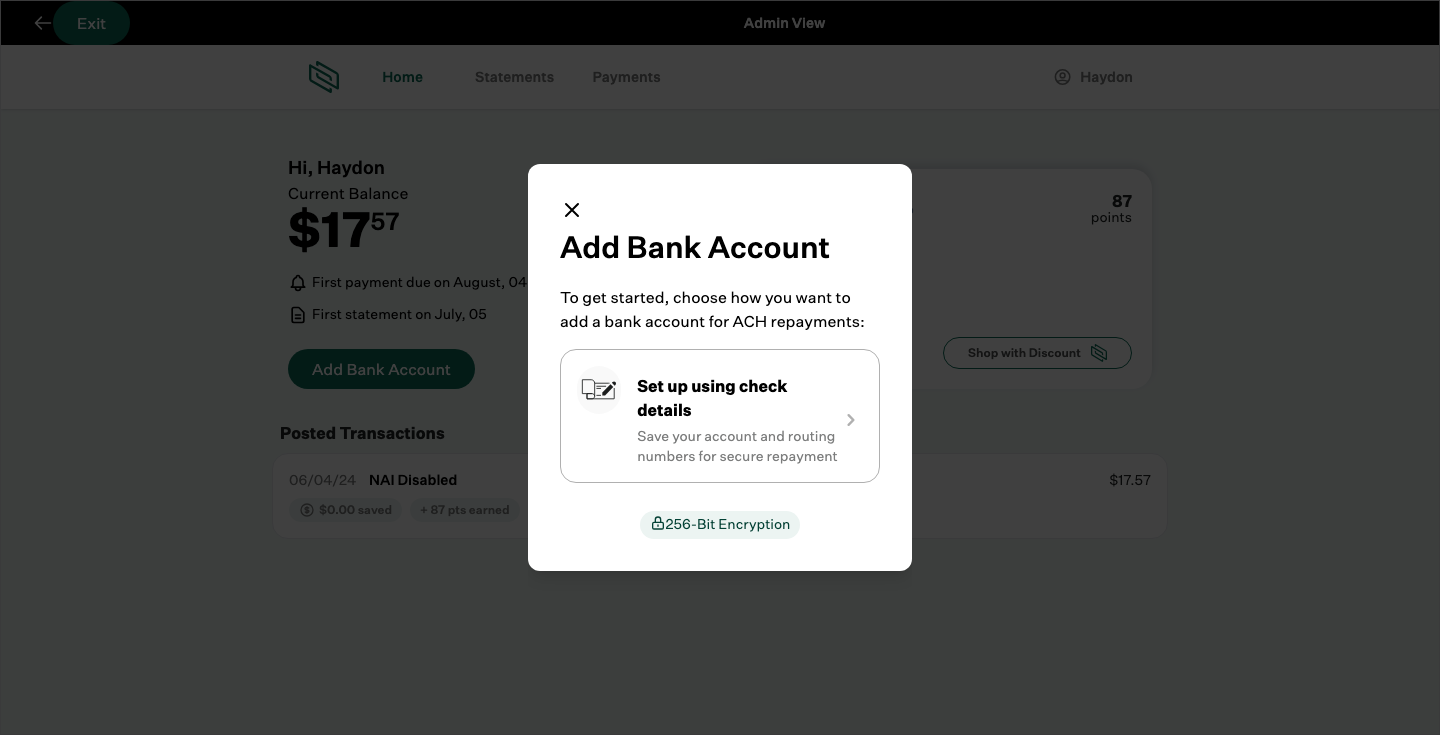 Exit
Admin View
Home
Statements
Payments
Haydon
Hi, Haydon
Current Balance
$17 57
First payment due on August, 04
First statement on July, 05
Add Bank Account
87
points
Shop with Discount
Posted Transactions
06/04/24 NAI Disabled
$17.57
$0.00 saved
+ 87 pts earned
Add Bank Account
To get started, choose how you want to
add a bank account for ACH repayments:
Set up using check
details
Save your account and routing
numbers for secure repayment
256-Bit Encryption